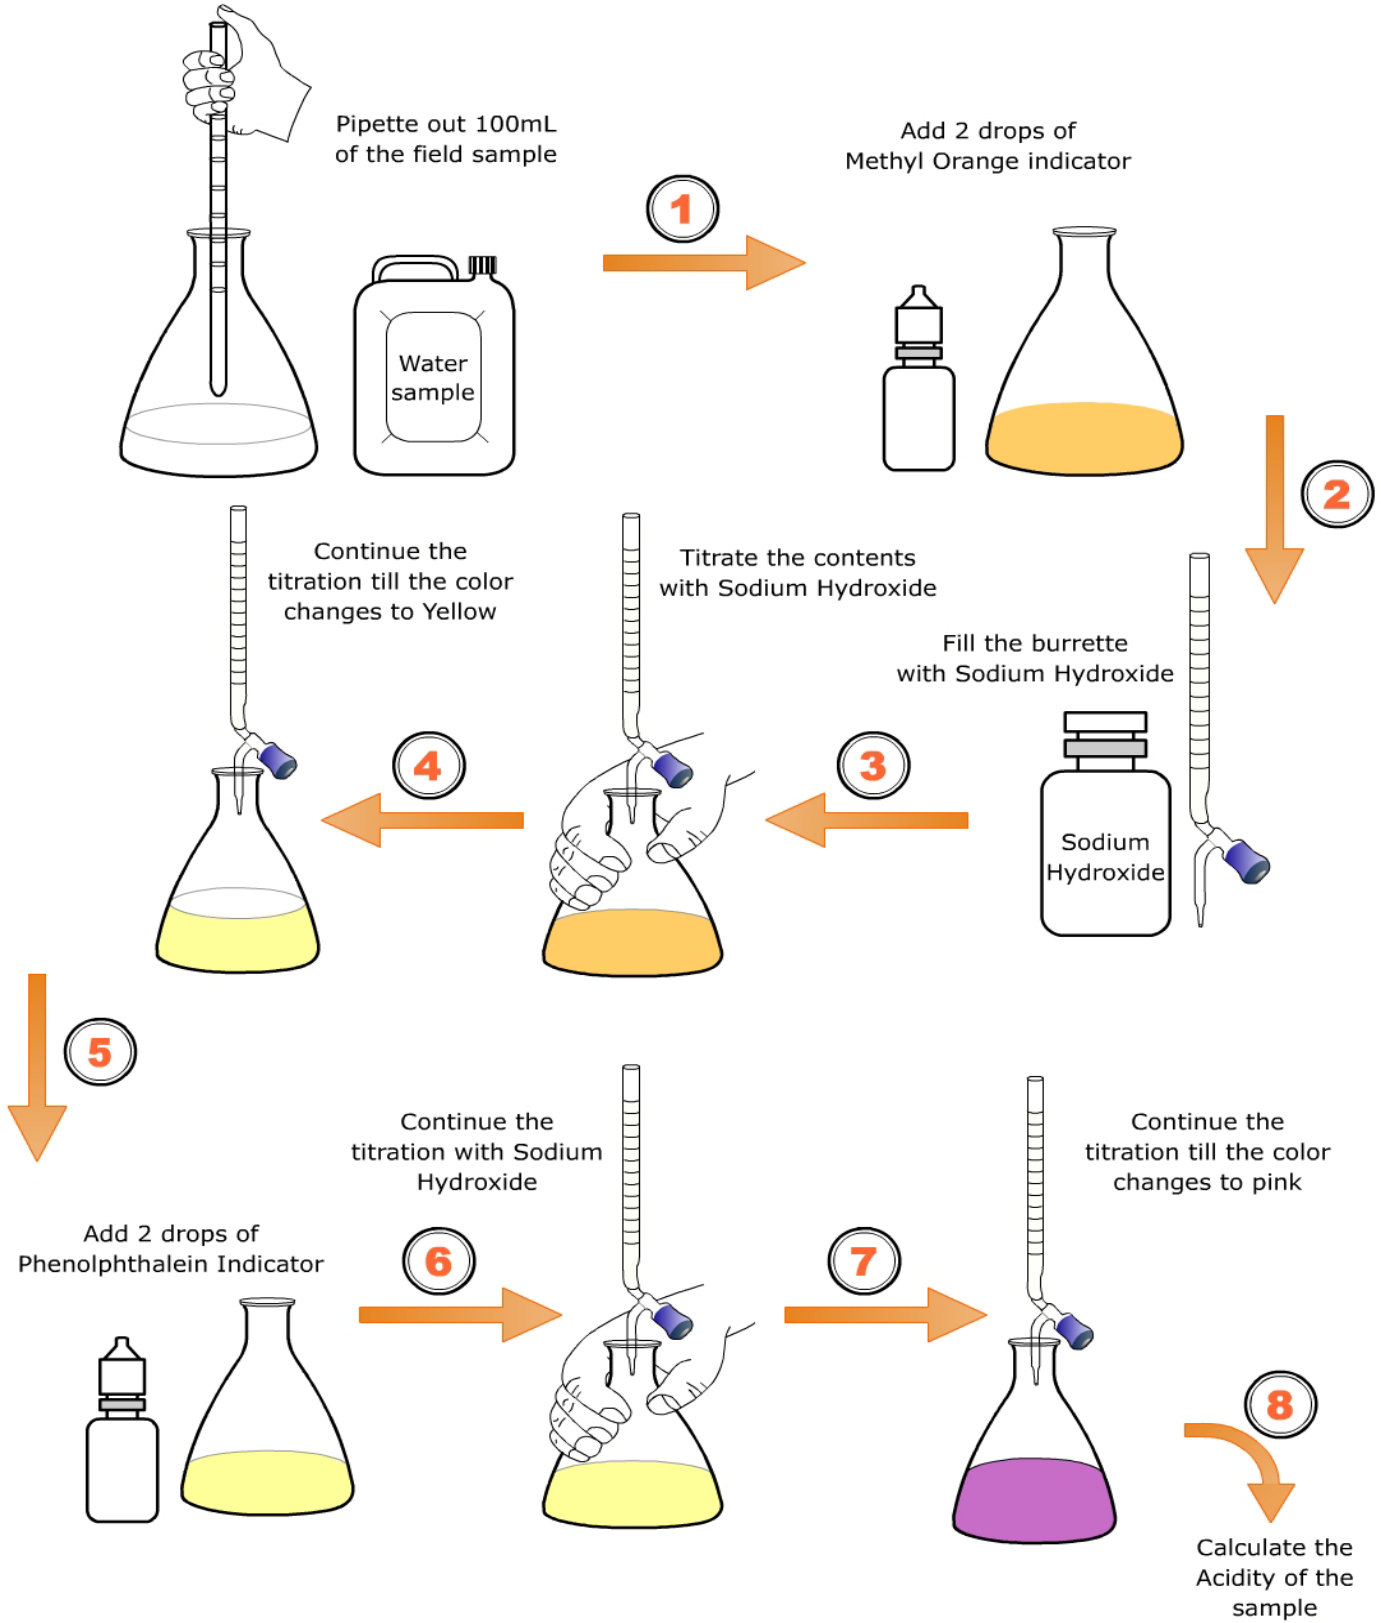 Pipette out 100mL
of the field sample
Water
sample
1
Add 2 drops of
Methyl Orange indicator
2
Fill the burrette
with Sodium Hydroxide
Sodium
Hydroxide
3
Titrate the contents
with Sodium Hydroxide
4
Continue the
titration till the color
changes to Yellow
5
Add 2 drops of
Phenolphthalein Indicator
6
Continue the
titration with Sodium
Hydroxide
7
Continue the
titration till the color
changes to pink
8
Calculate the
Acidity of the
sample